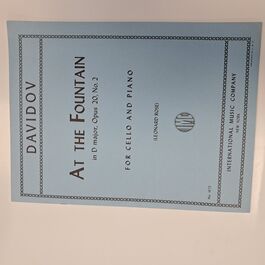 DAVIDOV
AT THE FOUNTAIN
in D major, Opus 20, No. 2
FOR CELLO AND PIANO
(LEONARD ROSE)
IMC
INTERNATIONAL MUSIC COMPANY
NEW YORK